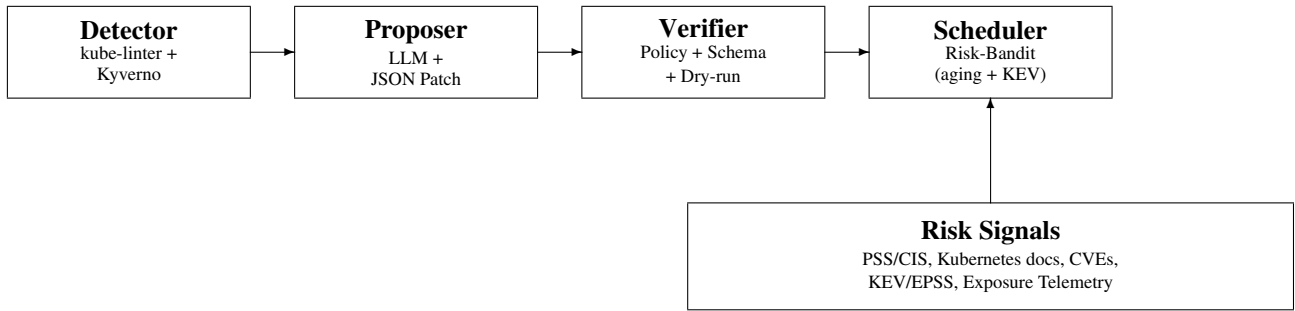 Detector
kube-linter +
Kyverno
Proposer
LLM +
JSON Patch
Verifier
Policy + Schema
+ Dry-run
Scheduler
Risk-Bandit
(aging + KEV)
Risk Signals
PSS/CIS, Kubernetes docs, CVEs,
KEV/EPSS, Exposure Telemetry